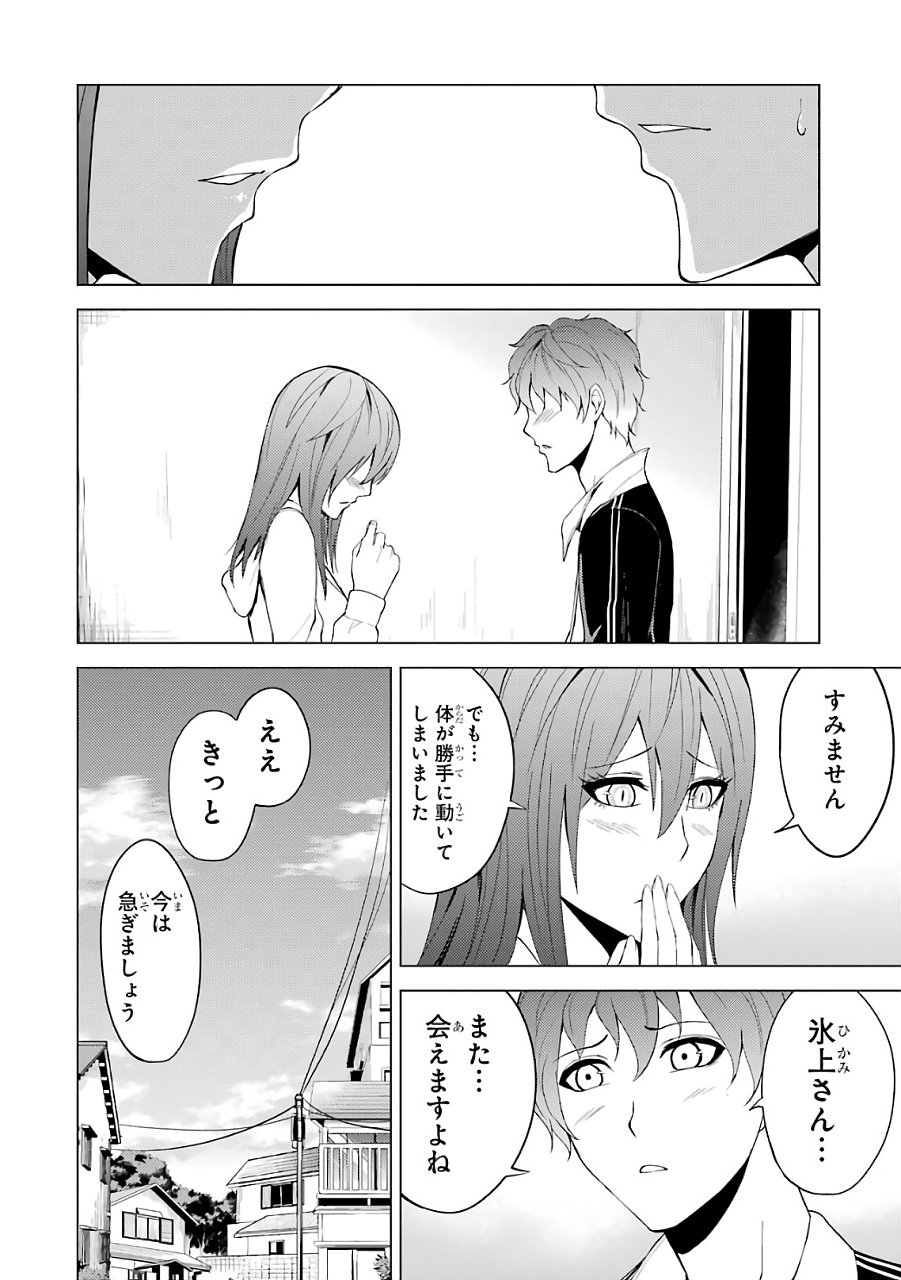 すみません
でも…
体が勝手に動いて
しまいました
氷上さん…
また…
会えますよね
ええ
きっと
今は
急ぎましょう